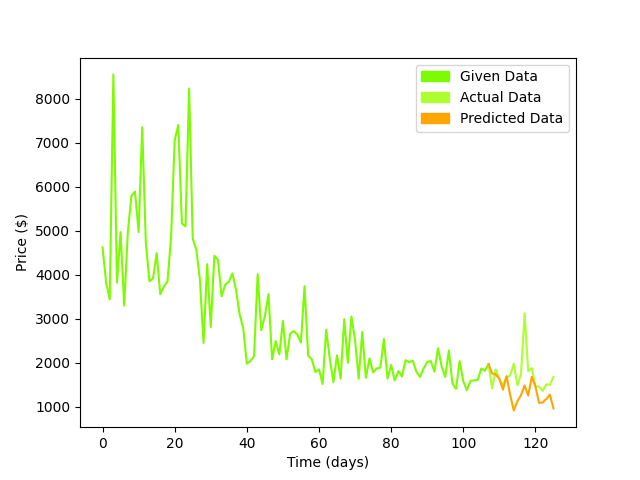 Given Data
Actual Data
Predicted Data
Price ($)
8000
7000
6000
5000
4000
3000
2000
1000
0 20 40 60 80 100 120
Time (days)